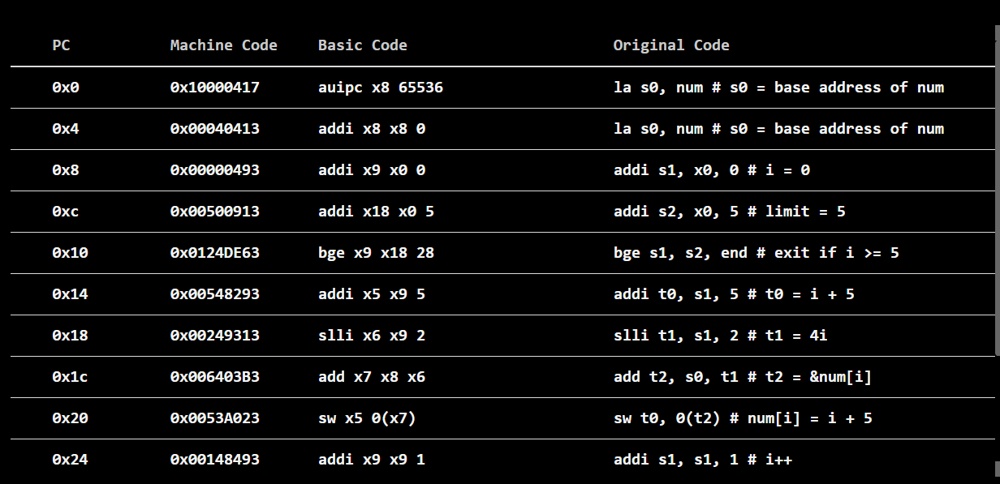 PC Machine Code Basic Code Original Code
0x0 0x10000417 auipc x8 65536 la s0, num # s0 = base address of num
0x4 0x00040413 addi x8 x8 0 la s0, num # s0 = base address of num
0x8 0x00000493 addi x9 x0 0 addi s1, x0, 0 # i = 0
0xc 0x00500913 addi x18 x0 5 addi s2, x0, 5 # limit = 5
0x10 0x0124DE63 bge x9 x18 28 bge s1, s2, end # exit if i >= 5
0x14 0x00548293 addi x5 x9 5 addi t0, s1, 5 # t0 = i + 5
0x18 0x00249313 slli x6 x9 2 slli t1, s1, 2 # t1 = 4i
0x1c 0x006403B3 add x7 x8 x6 add t2, s0, t1 # t2 = &num[i]
0x20 0x0053A023 sw x5 0(x7) sw t0, 0(t2) # num[i] = i + 5
0x24 0x00148493 addi x9 x9 1 addi s1, s1, 1 # i++